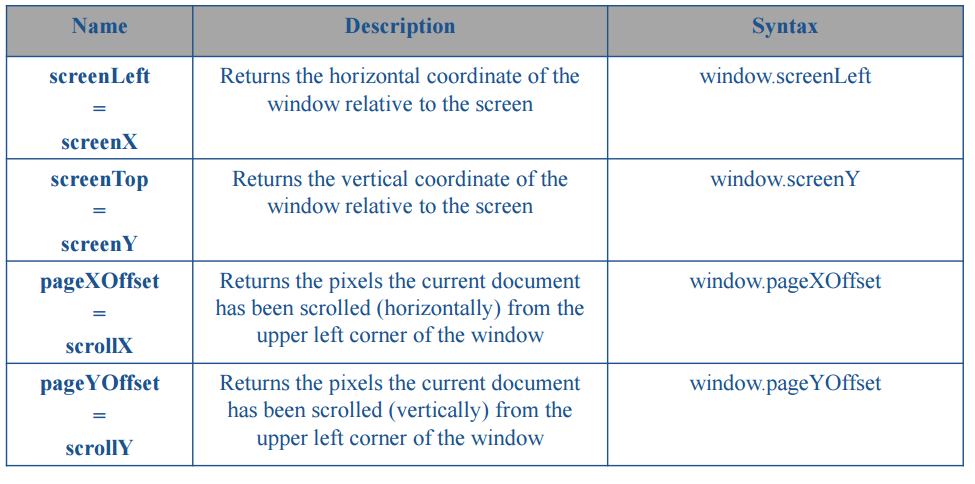 Name Description Syntax
screenLeft
=
screenX
Returns the horizontal coordinate of the
window relative to the screen
window.screenLeft
screenTop
=
screenY
Returns the vertical coordinate of the
window relative to the screen
window.screenY
pageXOffset
=
scrollX
Returns the pixels the current document
has been scrolled (horizontally) from the
upper left corner of the window
window.pageXOffset
pageYOffset
=
scrollY
Returns the pixels the current document
has been scrolled (vertically) from the
upper left corner of the window
window.pageYOffset